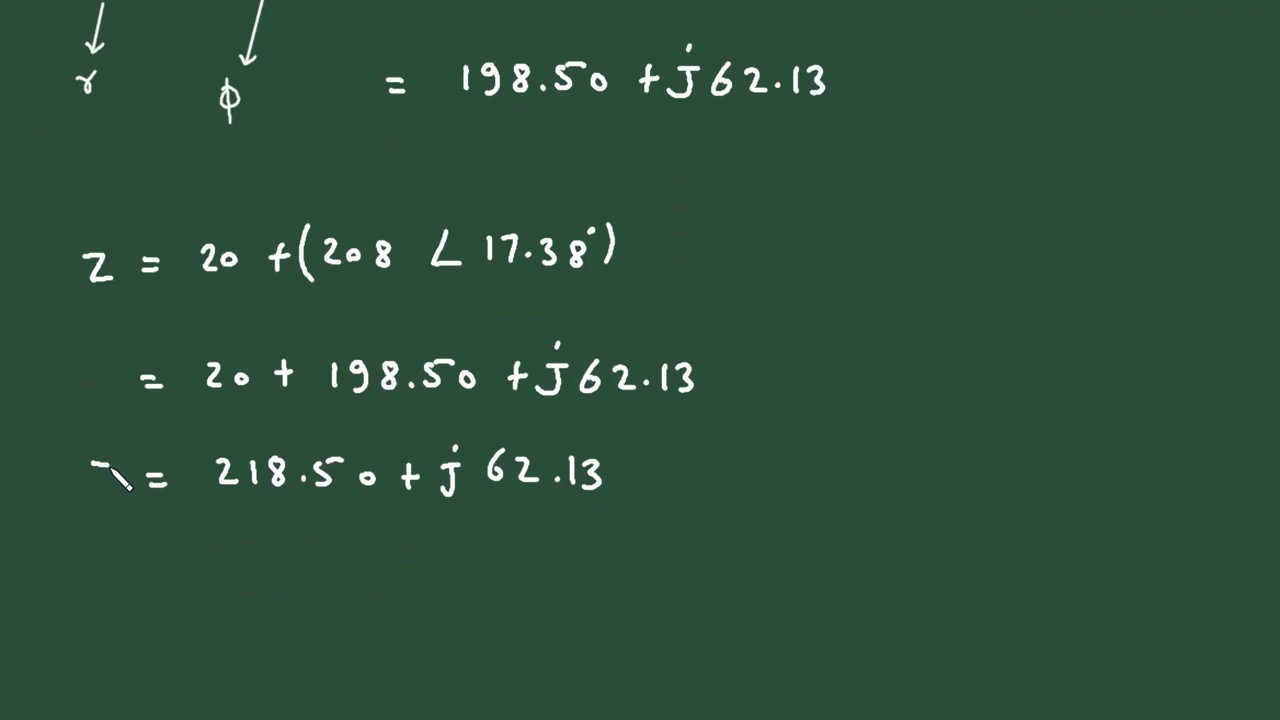 r φ = 198.50 + j62.13
Z = 20 + (208 ∠ 17.38°)
= 20 + 198.50 + j62.13
= 218.50 + j 62.13